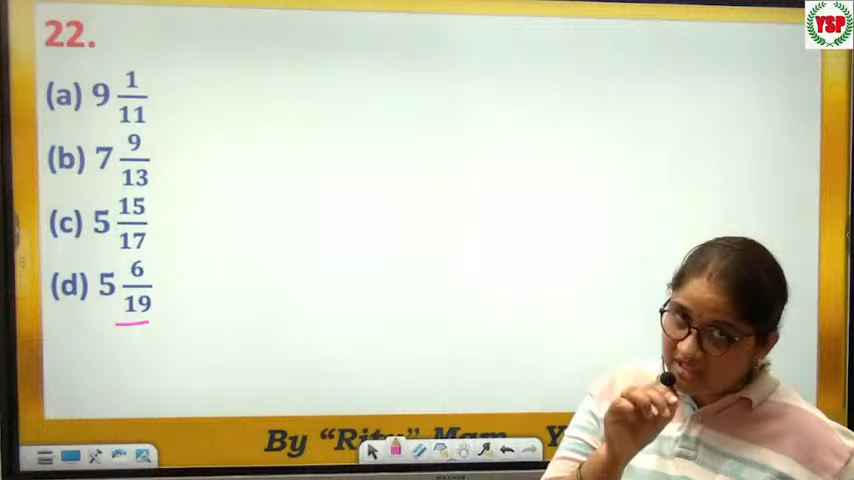 YSP
22.
(a) 9 1/11
(b) 7 9/13
(c) 5 15/17
(d) 5 6/19
By "Ritu" Mam